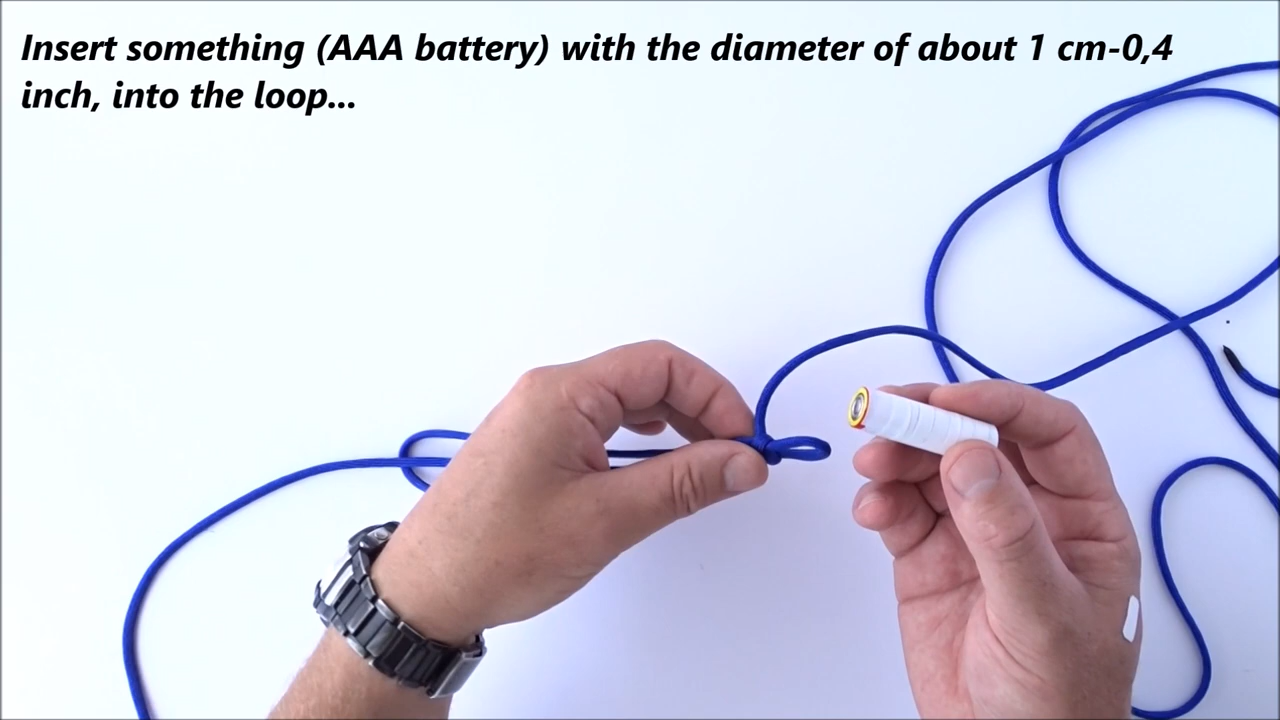 Insert something (AAA battery) with the diameter of about 1 cm-0,4
inch, into the loop...